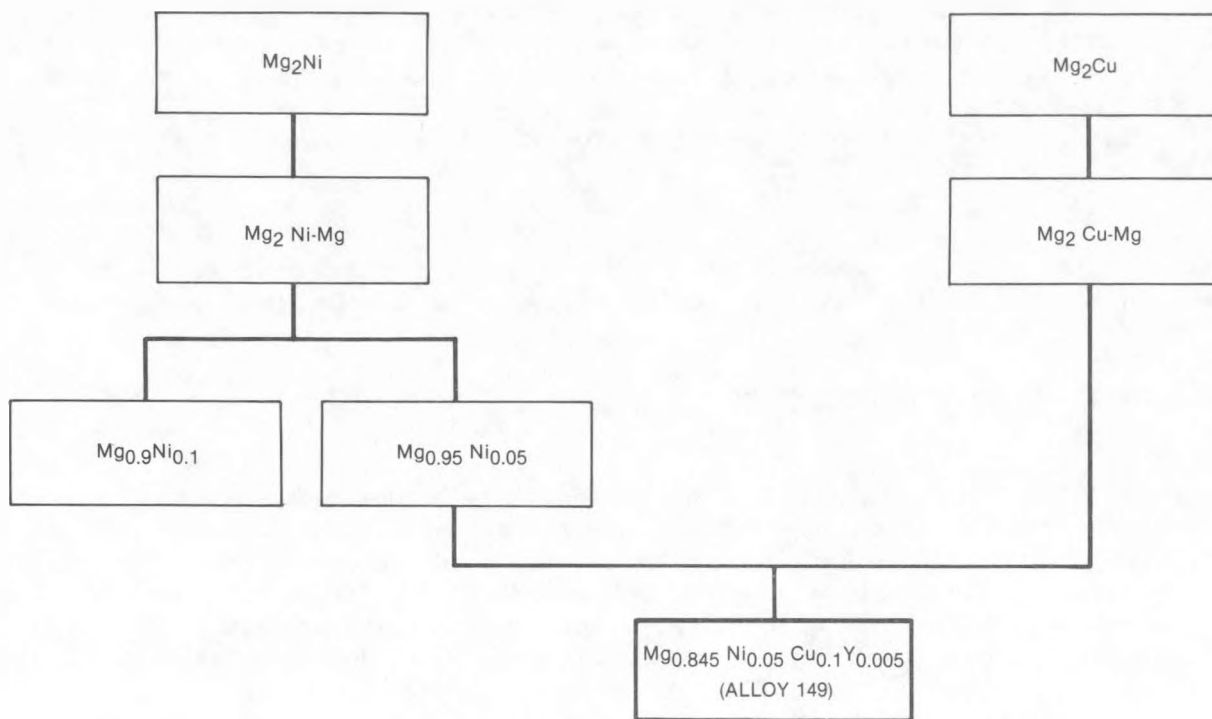 Mg2Ni
Mg2Cu
Mg2 Ni-Mg
Mg2 Cu-Mg
Mg0.9Ni0.1
Mg0.95 Ni0.05
Mg0.845 Ni0.05 Cu0.1Y0.005
(ALLOY 149)